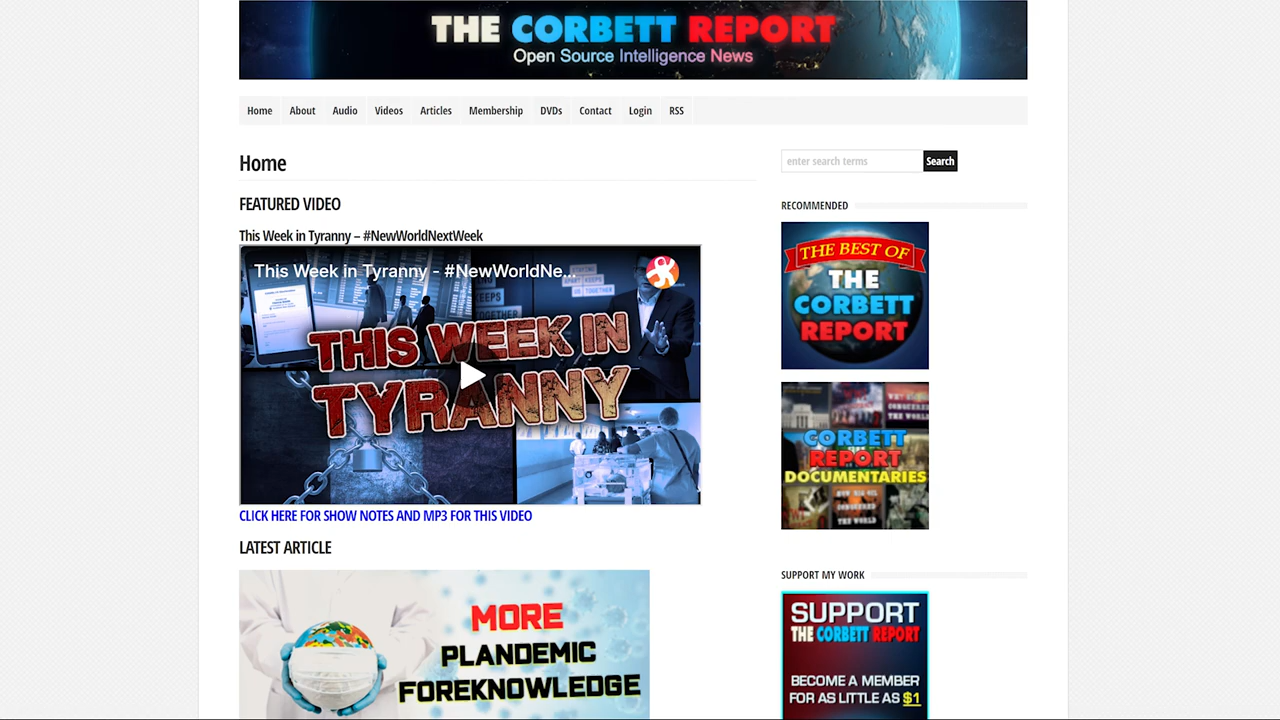 THE CORBETT REPORT
Open Source Intelligence News
Home About Audio Videos Articles Membership DVDs Contact Login RSS
Home
enter search terms Search
FEATURED VIDEO
This Week in Tyranny – #NewWorldNextWeek
This Week in Tyranny - #NewWorldNe...
THIS WEEK IN
TYRANNY
CLICK HERE FOR SHOW NOTES AND MP3 FOR THIS VIDEO
LATEST ARTICLE
MORE
PLANDEMIC
FOREKNOWLEDGE
RECOMMENDED
THE BEST OF
THE
CORBETT
REPORT
CORBETT
REPORT
DOCUMENTARIES
SUPPORT MY WORK
SUPPORT
THE CORBETT REPORT
BECOME A MEMBER
FOR AS LITTLE AS $1